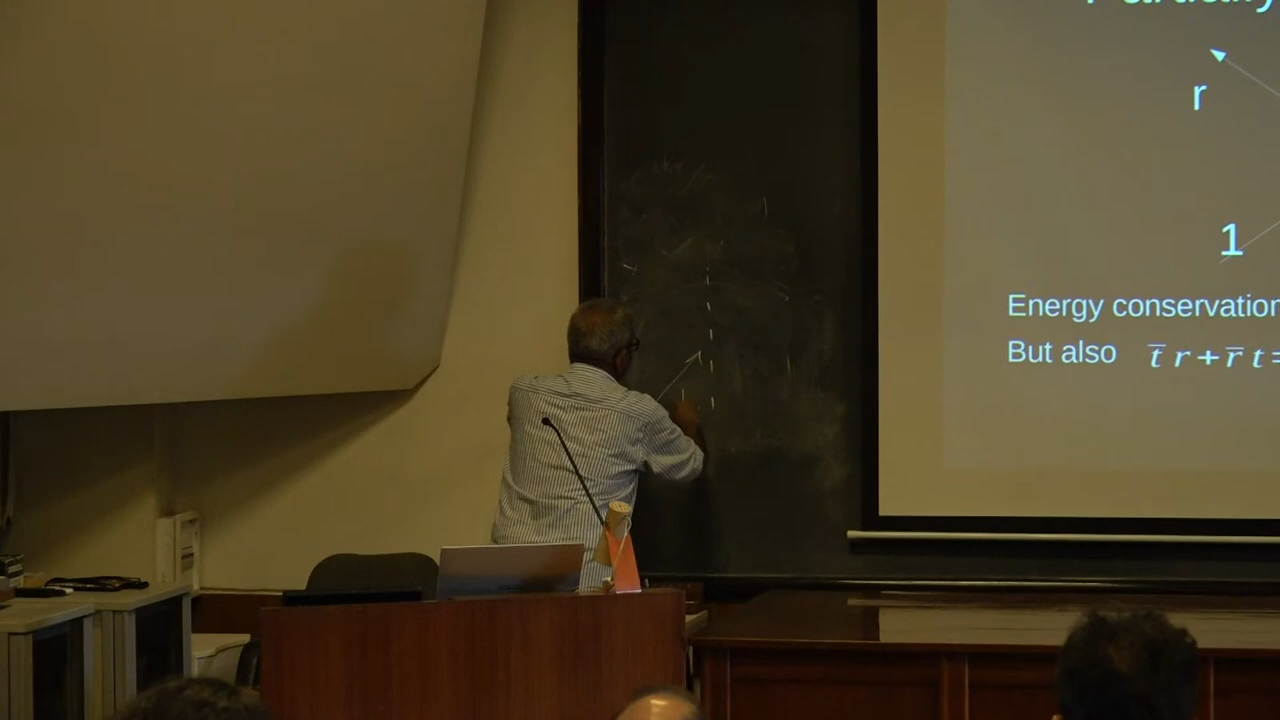 r
1
Energy conservation
But also t̅ r + r̅ t =